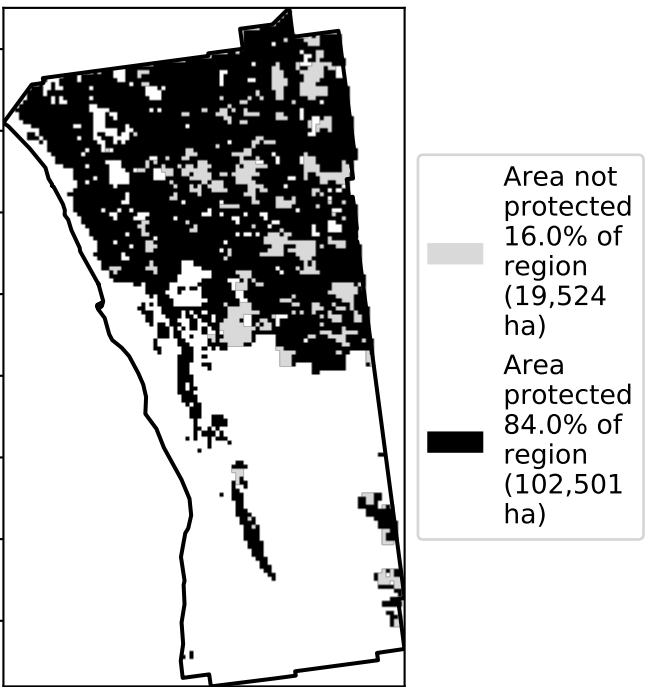 Area not
protected
16.0% of
region
(19,524
ha)
Area
protected
84.0% of
region
(102,501
ha)